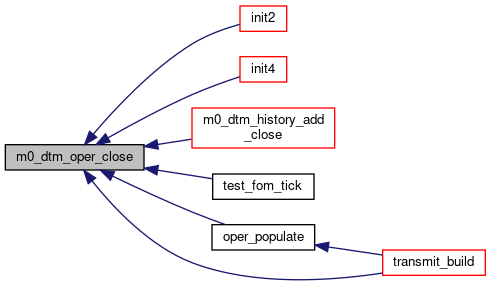 init2
init4
m0_dtm_history_add
_close
m0_dtm_oper_close
test_fom_tick
oper_populate
transmit_build